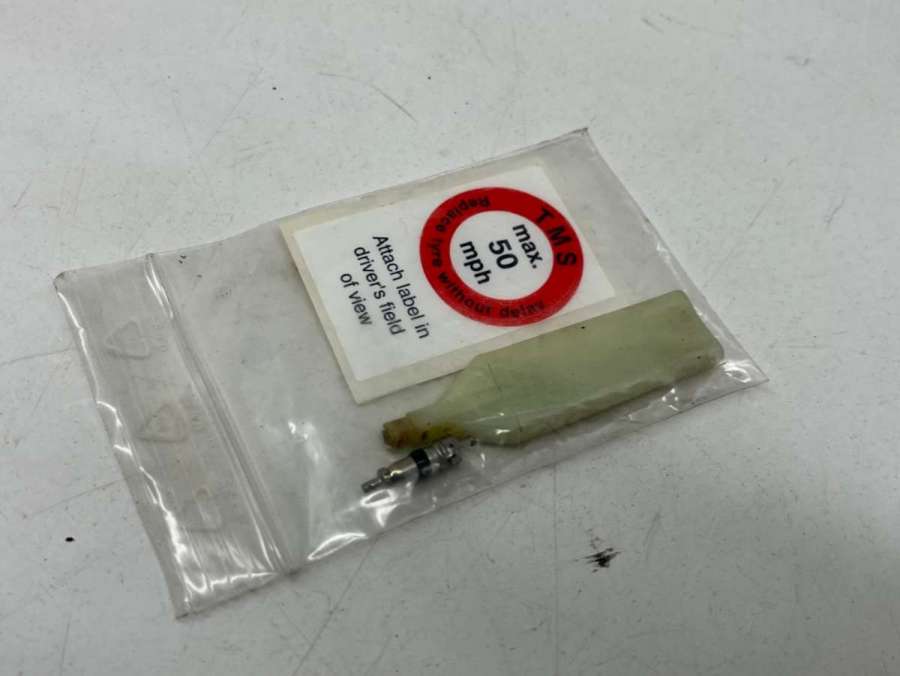 TMS
Replace tyre without delay
max.
50
mph
Attach label in
driver's field
of view